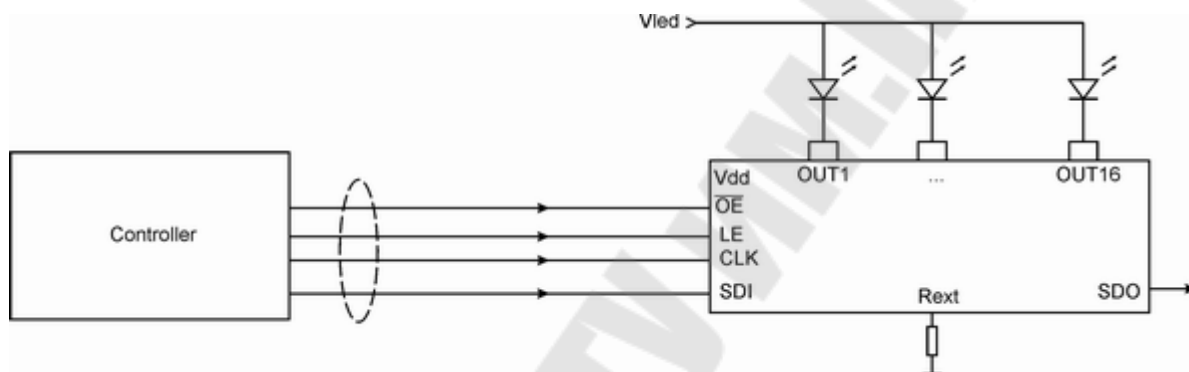 Vled
Vdd
OUT1
...
OUT16
OE
Controller
LE
CLK
SDI
Rext
SDO